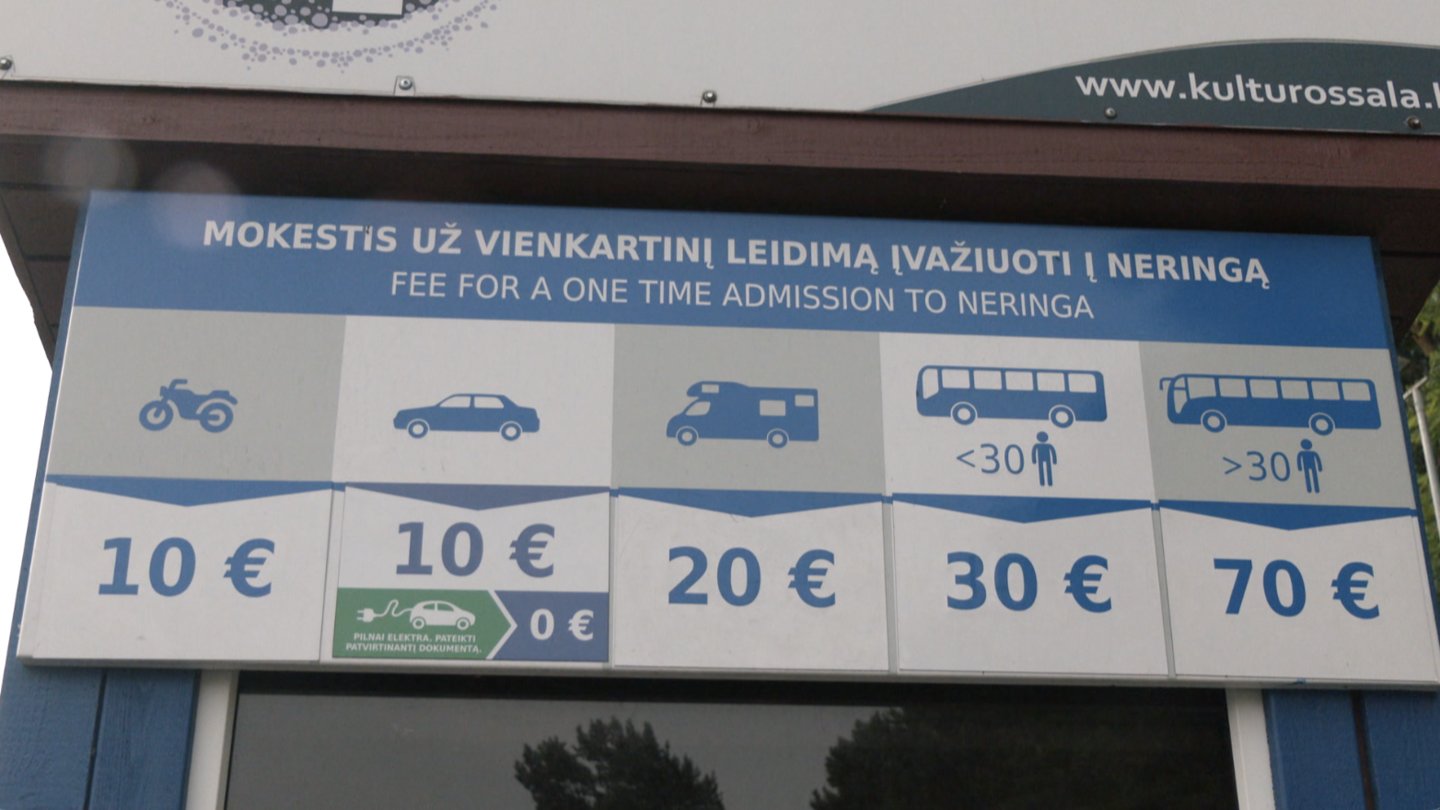 www.kulturossala.
MOKESTIS UŽ VIENKARTINĮ LEIDIMĄ ĮVAŽIUOTI Į NERINGĄ
FEE FOR A ONE TIME ADMISSION TO NERINGA
<30
>30
10 €
10 €
20 €
30 €
70 €
PILNAI ELEKTRA. PATEIKTI
PATVIRTINANTĮ DOKUMENTĄ.
0 €